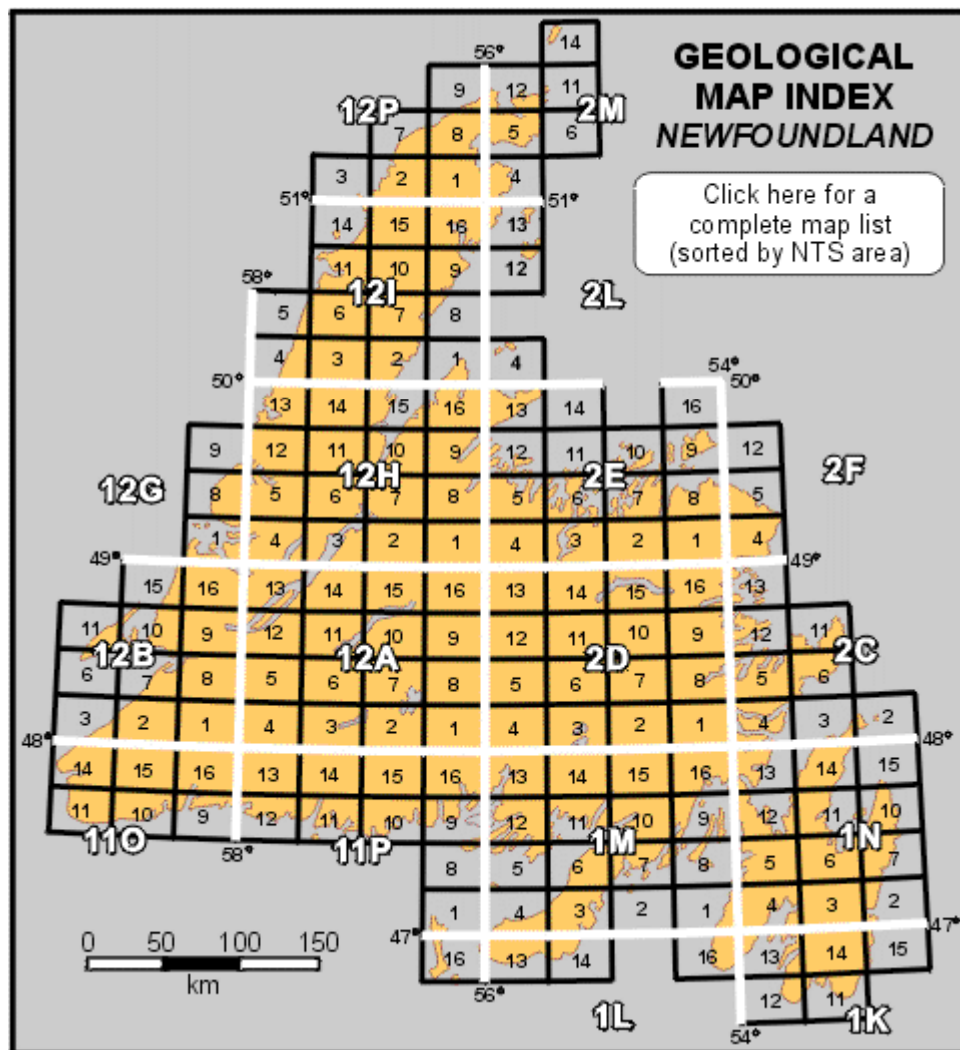 GEOLOGICAL
MAP INDEX
NEWFOUNDLAND
Click here for a
complete map list
(sorted by NTS area)
14
56°
9 12 11
12P 2M
7 8 5 6
3 2 1 4
51° 51°
14 15 16 13
11 10 9 12
58° 12I 2L
5 6 7 8
4 3 2 1 4
54°
50° 50°
13 14 15 16 13 14 16
9 12 11 10 9 12 11 10 9 12
12G 12H 2E 2F
8 5 6 7 8 5 6 7 8 5
1 4 3 2 1 4 3 2 1 4
49° 49°
15 16 13 14 15 16 13 14 15 16 13
11 10 9 12 11 10 9 12 11 10 9 12 11
12B 12A 2D 2C
6 7 8 5 6 7 8 5 6 7 8 5 6
3 2 1 4 3 2 1 4 3 2 1 4 3 2
48° 48°
14 15 16 13 14 15 16 13 14 15 16 13 14 15
11 10 9 12 11 10 9 12 11 10 9 12 11 10
11O 58° 11P 1M 1N
8 5 6 7 8 5 6 7
1 4 3 2 1 4 3 2
47° 47°
0 50 100 150
km
16 13 14 16 13 14 15
56° 12 11
1L 54° 1K